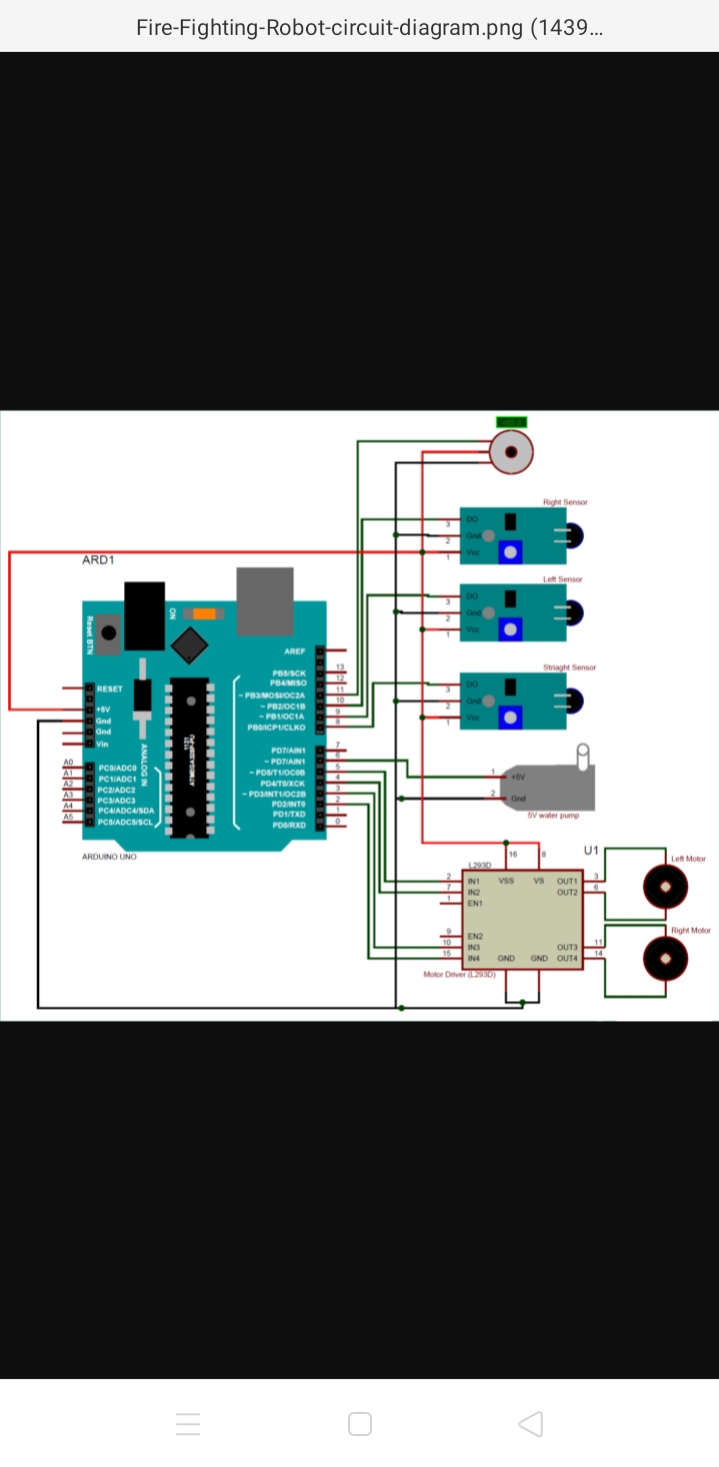 Fire-Fighting-Robot-circuit-diagram.png (1439...
Right Sensor
DO
Gnd
Vcc
3
2
1
ARD1
Left Sensor
DO
Gnd
Vcc
3
2
1
Reset BTN
ON
AREF
PB5/SCK
PB4/MISO
~ PB3/MOSI/OC2A
~ PB2/OC1B
~ PB1/OC1A
PB0/ICP1/CLKO
13
12
11
10
9
8
Straight Sensor
DO
Gnd
Vcc
3
2
1
RESET
+5V
Gnd
Gnd
Vin
ANALOG IN
A0
A1
A2
A3
A4
A5
PC0/ADC0
PC1/ADC1
PC2/ADC2
PC3/ADC3
PC4/ADC4/SDA
PC5/ADC5/SCL
PD7/AIN1
~ PD7/AIN1
~ PD5/T1/OC0B
PD4/T0/XCK
~ PD3/INT1/OC2B
PD2/INT0
PD1/TXD
PD0/RXD
7
6
5
4
3
2
1
0
1
+5V
2
Gnd
5V water pump
ARDUINO UNO
U1
16
8
L293D
Left Motor
2
IN1
VSS
VS
OUT1
3
7
IN2
OUT2
6
1
EN1
Right Motor
9
EN2
10
IN3
OUT3
11
15
IN4
GND
GND
OUT4
14
Motor Driver (L293D)